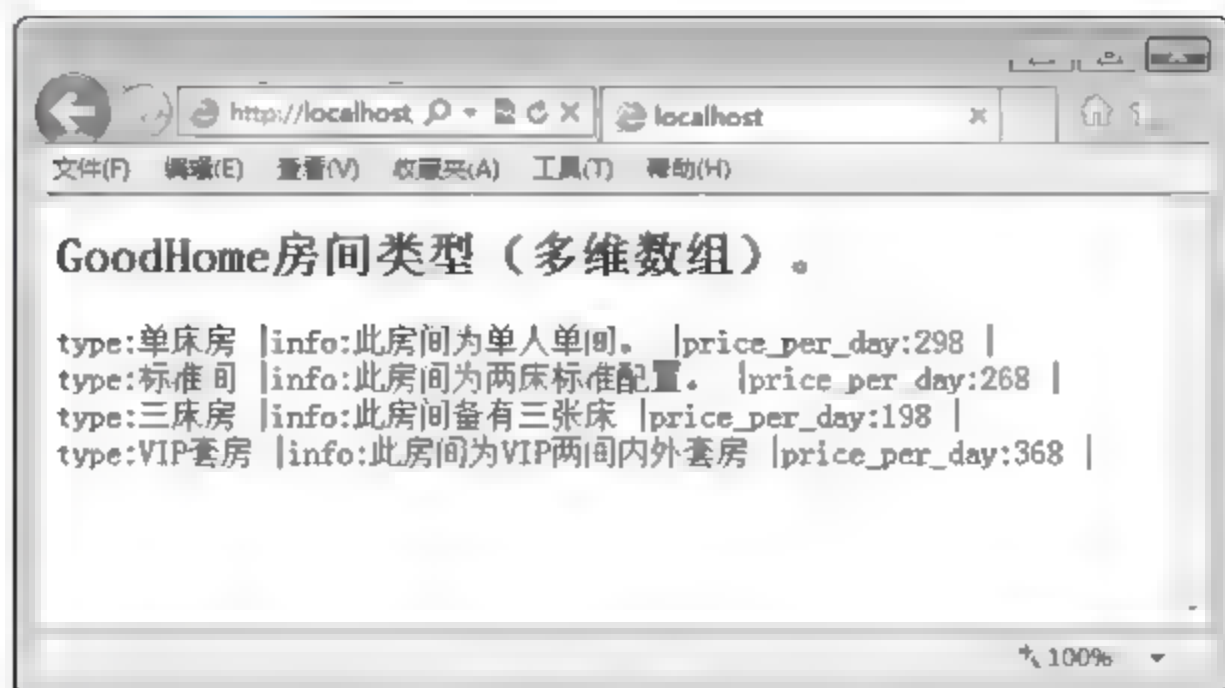 http://localhost
localhost
文件(F) 编辑(E) 查看(V) 收藏夹(A) 工具(T) 帮助(H)
GoodHome房间类型（多维数组）。
type:单床房 |info:此房间为单人单间。 |price_per_day:298 |
type:标准间 |info:此房间为两床标准配置。 |price_per_day:268 |
type:三床房 |info:此房间备有三张床 |price_per_day:198 |
type:VIP套房 |info:此房间为VIP两间内外套房 |price_per_day:368 |
100%